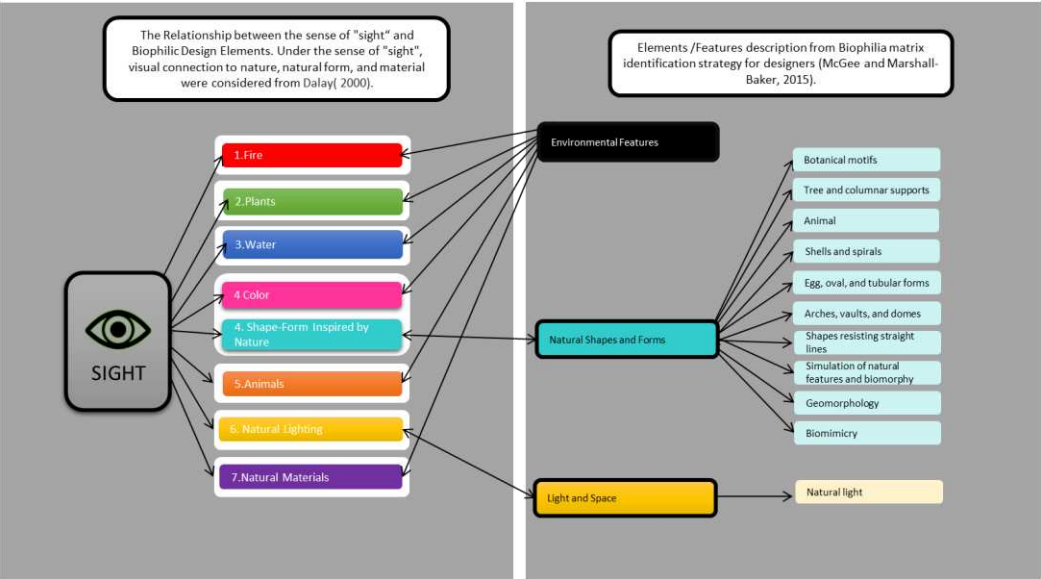 The Relationship between the sense of "sight“ and
Biophilic Design Elements. Under the sense of "sight",
visual connection to nature, natural form, and material
were considered from Dalay( 2000).
Elements /Features description from Biophilia matrix
identification strategy for designers (McGee and Marshall-
Baker, 2015).
SIGHT
1.Fire
2.Plants
3.Water
4 Color
4. Shape-Form Inspired by
Nature
5.Animals
6. Natural Lighting
7.Natural Materials
Environmental Features
Natural Shapes and Forms
Light and Space
Botanical motifs
Tree and columnar supports
Animal
Shells and spirals
Egg, oval, and tubular forms
Arches, vaults, and domes
Shapes resisting straight
lines
Simulation of natural
features and biomorphy
Geomorphology
Biomimicry
Natural light